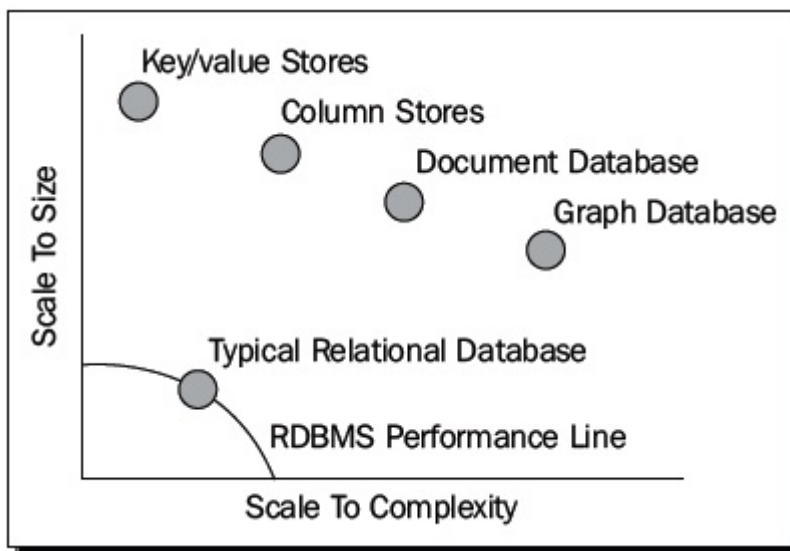 Key/value Stores
Column Stores
Document Database
Graph Database
Scale To Size
Typical Relational Database
RDBMS Performance Line
Scale To Complexity